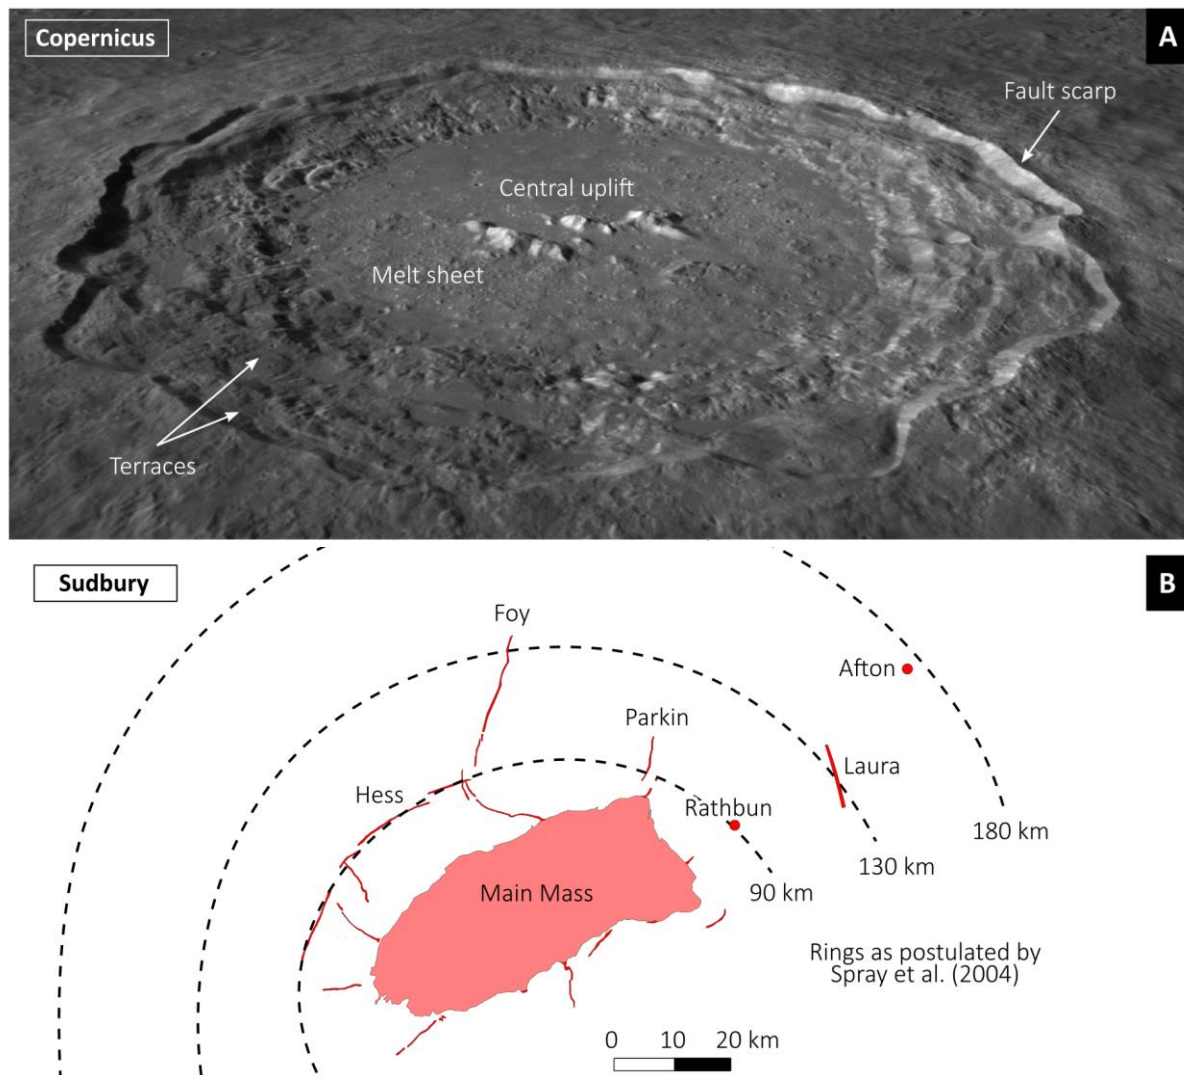 Copernicus
A
Fault scarp
Central uplift
Melt sheet
Terraces
Sudbury
B
Foy
Afton
Parkin
Laura
Hess
Rathbun
180 km
130 km
Main Mass
90 km
Rings as postulated by
Spray et al. (2004)
0 10 20 km